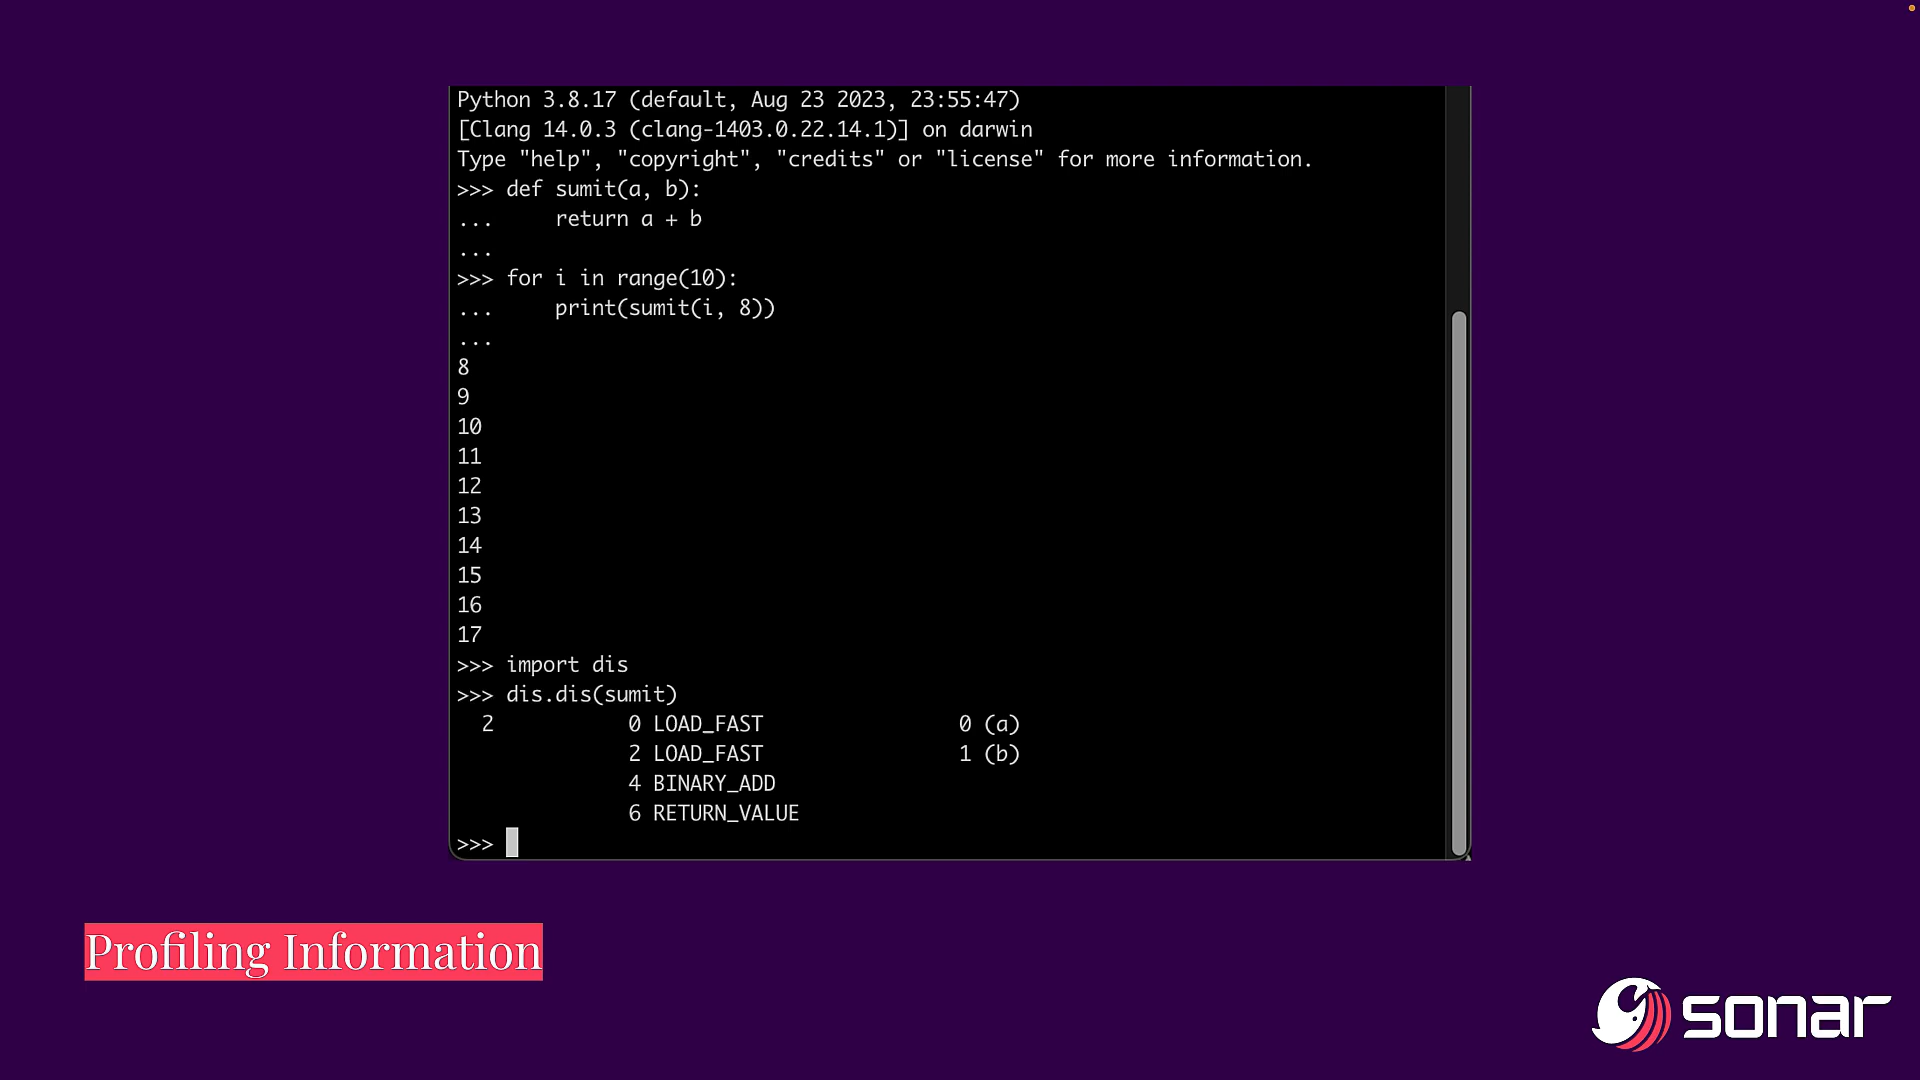 Python 3.8.17 (default, Aug 23 2023, 23:55:47)
[Clang 14.0.3 (clang-1403.0.22.14.1)] on darwin
Type "help", "copyright", "credits" or "license" for more information.
>>> def sumit(a, b):
...     return a + b
...
>>> for i in range(10):
...     print(sumit(i, 8))
...
8
9
10
11
12
13
14
15
16
17
>>> import dis
>>> dis.dis(sumit)
  2           0 LOAD_FAST                0 (a)
              2 LOAD_FAST                1 (b)
              4 BINARY_ADD
              6 RETURN_VALUE
>>>
Profiling Information
sonar